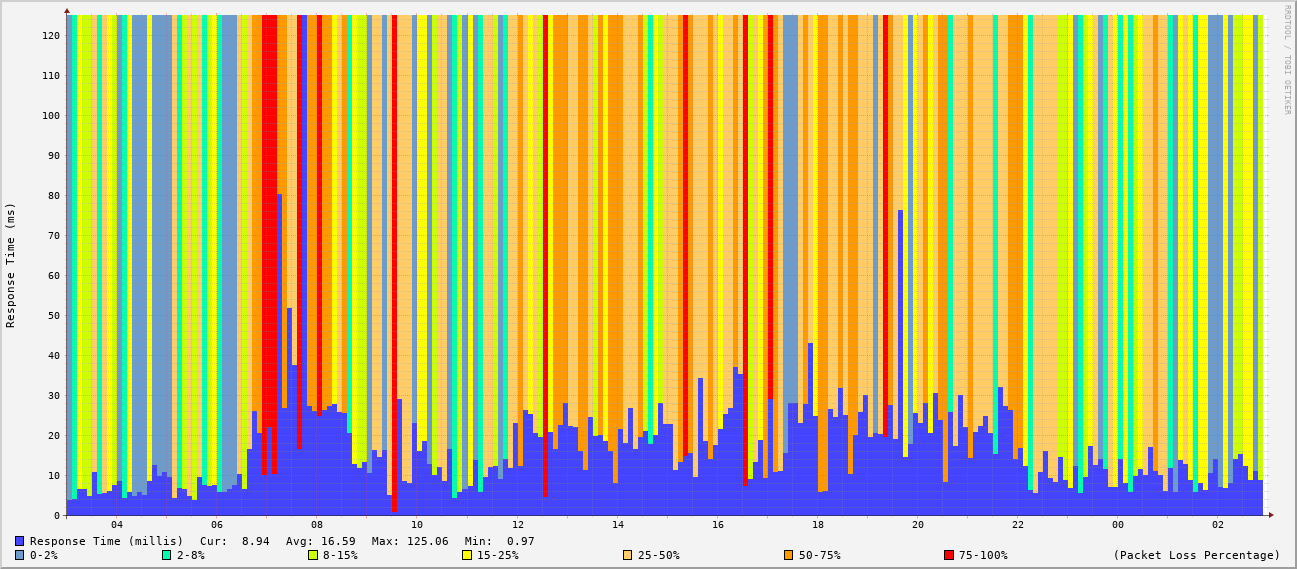 RRDTOOL / TOBI OETIKER
Response Time (ms)
120
110
100
90
80
70
60
50
40
30
20
10
0
04 06 08 10 12 14 16 18 20 22 00 02
Response Time (millis) Cur: 8.94 Avg: 16.59 Max: 125.06 Min: 0.97
0-2% 2-8% 8-15% 15-25% 25-50% 50-75% 75-100% (Packet Loss Percentage)